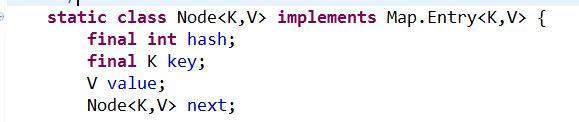 static class Node<K,V> implements Map.Entry<K,V> {
final int hash;
final K key;
V value;
Node<K,V> next;